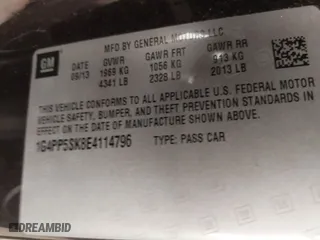 GM
MFD BY GENERAL MOTORS LLC
DATE GVWR GAWR FRT GAWR RR
09/13 1969 KG 1056 KG 913 KG
4341 LB 2328 LB 2013 LB
THIS VEHICLE CONFORMS TO ALL APPLICABLE U.S. FEDERAL MOTOR
VEHICLE SAFETY, BUMPER, AND THEFT PREVENTION STANDARDS
IN EFFECT ON THE DATE OF MANUFACTURE SHOWN ABOVE.
1G4PP5SK8E4114796 TYPE: PASS CAR
DREAMBID